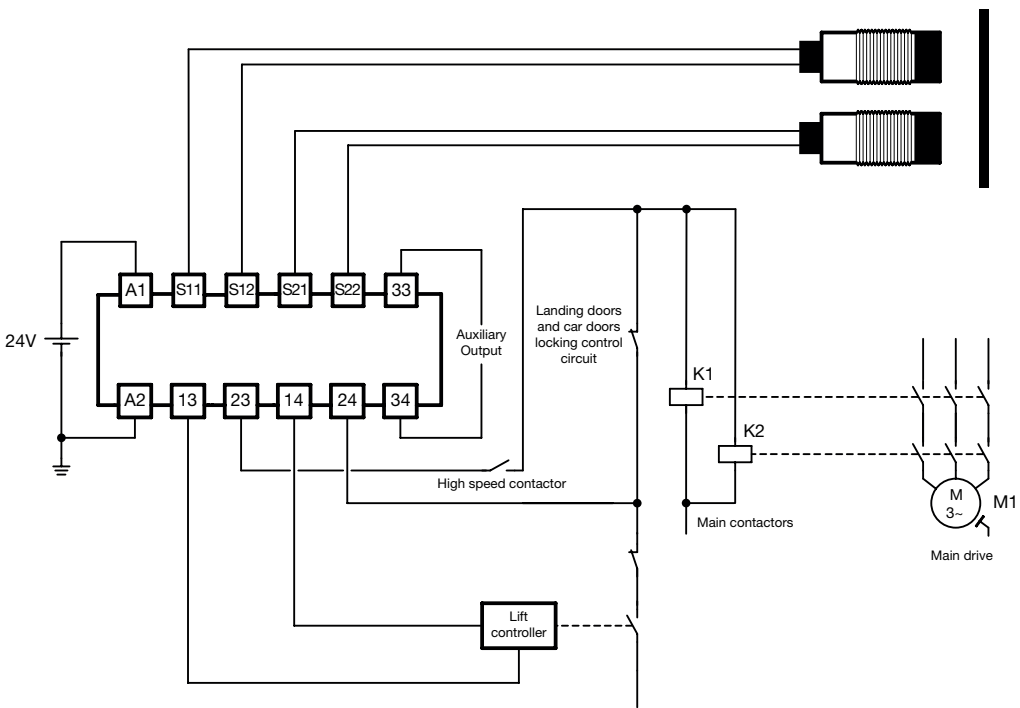 A1
S11
S12
S21
S22
33
24V
Auxiliary
Output
Landing doors
and car doors
locking control
circuit
K1
K2
A2
13
23
14
24
34
High speed contactor
Main contactors
M
3~
M1
Main drive
Lift
controller